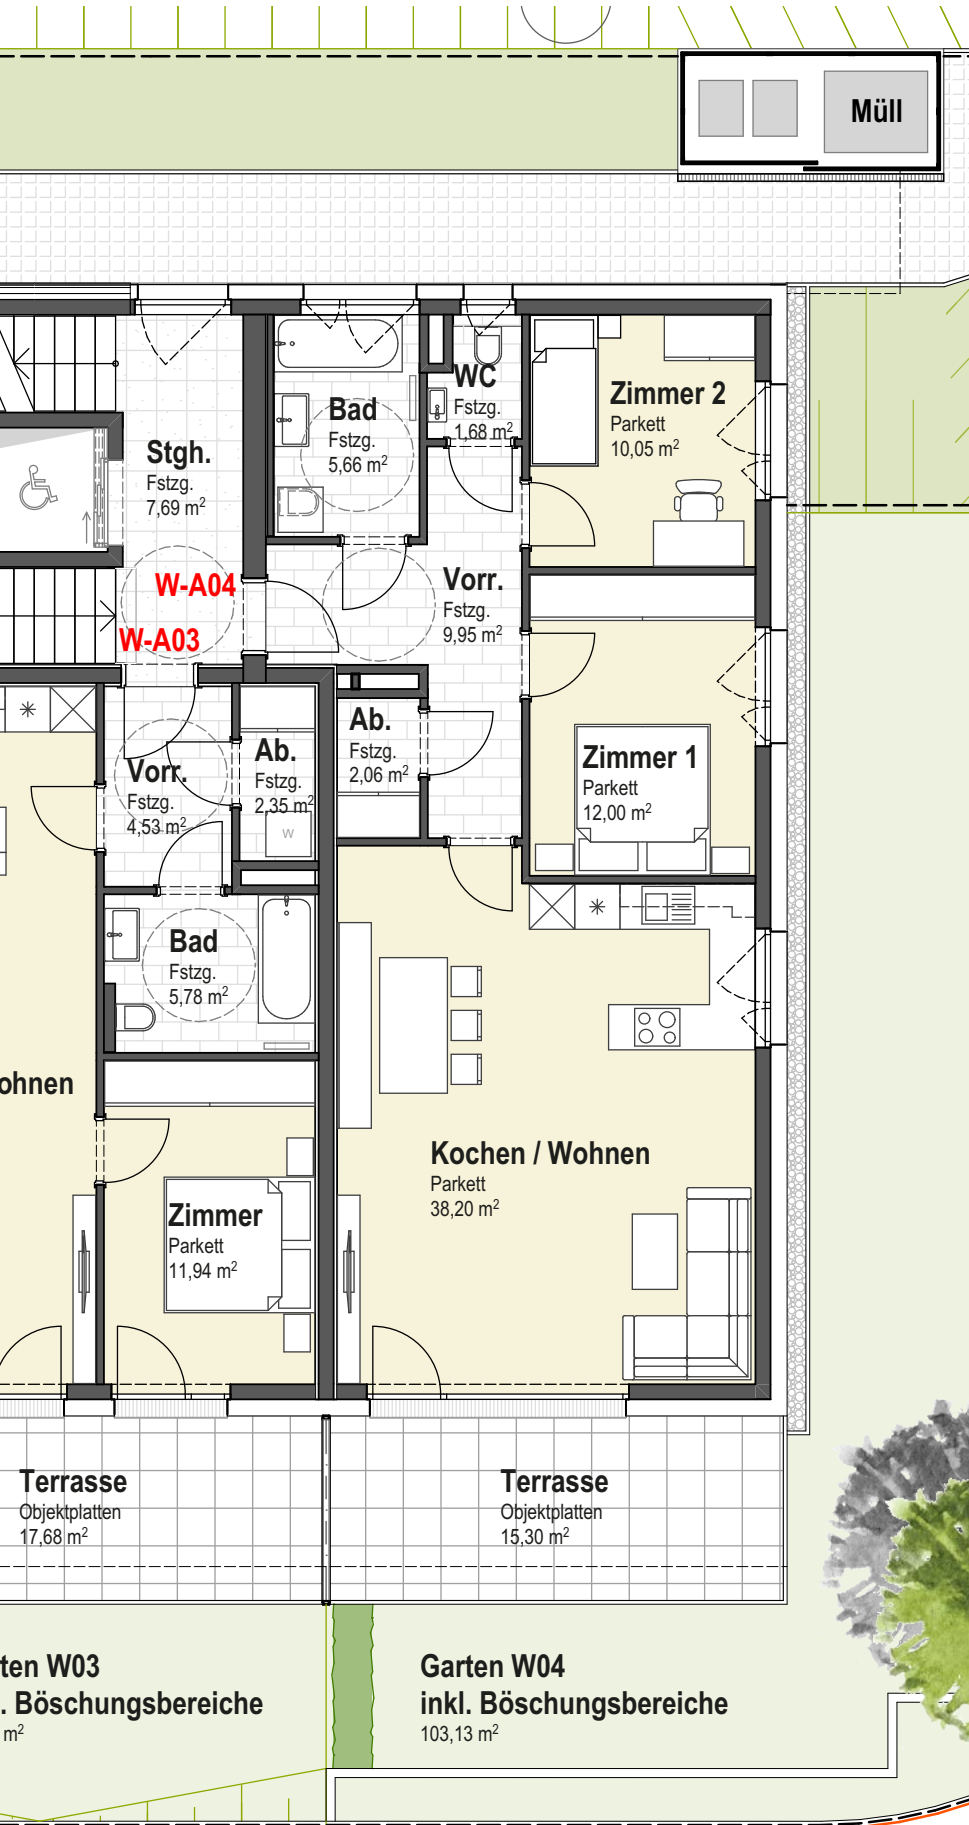 Müll
WC
Fstzg.
1,68 m²
Zimmer 2
Parkett
10,05 m²
Bad
Fstzg.
5,66 m²
Stgh.
Fstzg.
7,69 m²
W-A04
W-A03
Vorr.
Fstzg.
9,95 m²
Ab.
Fstzg.
2,06 m²
Ab.
Fstzg.
2,35 m²
W
Vorr.
Fstzg.
4,53 m²
Zimmer 1
Parkett
12,00 m²
Bad
Fstzg.
5,78 m²
ohnen
Kochen / Wohnen
Parkett
38,20 m²
Zimmer
Parkett
11,94 m²
Terrasse
Objektplatten
17,68 m²
Terrasse
Objektplatten
15,30 m²
ten W03
. Böschungsbereiche
m²
Garten W04
inkl. Böschungsbereiche
103,13 m²